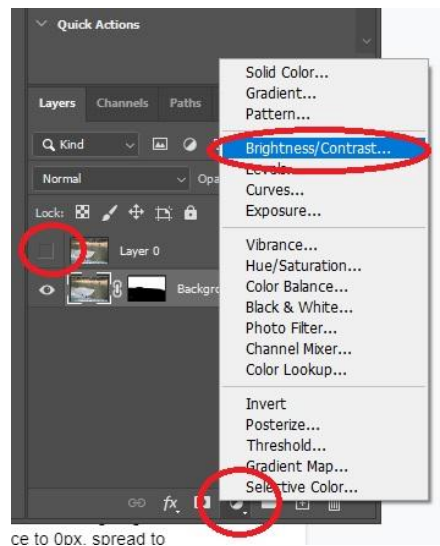 Quick Actions
Layers Channels Paths
Kind
Normal Opa
Lock:
Layer 0
Backgro
fx
Solid Color...
Gradient...
Pattern...
Brightness/Contrast...
Levels...
Curves...
Exposure...
Vibrance...
Hue/Saturation...
Color Balance...
Black & White...
Photo Filter...
Channel Mixer...
Color Lookup...
Invert
Posterize...
Threshold...
Gradient Map...
Selective Color...
ce to 0px, spread to